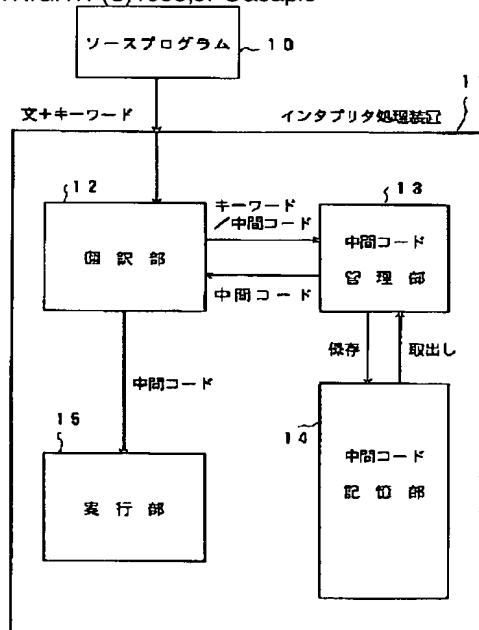 ソースプログラム
10
文+キーワード
インタプリタ処理装置
1
12
翻訳部
キーワード
/中間コード
中間コード
13
中間コード
管理部
保存
取出し
中間コード
14
中間コード
記憶部
15
実行部